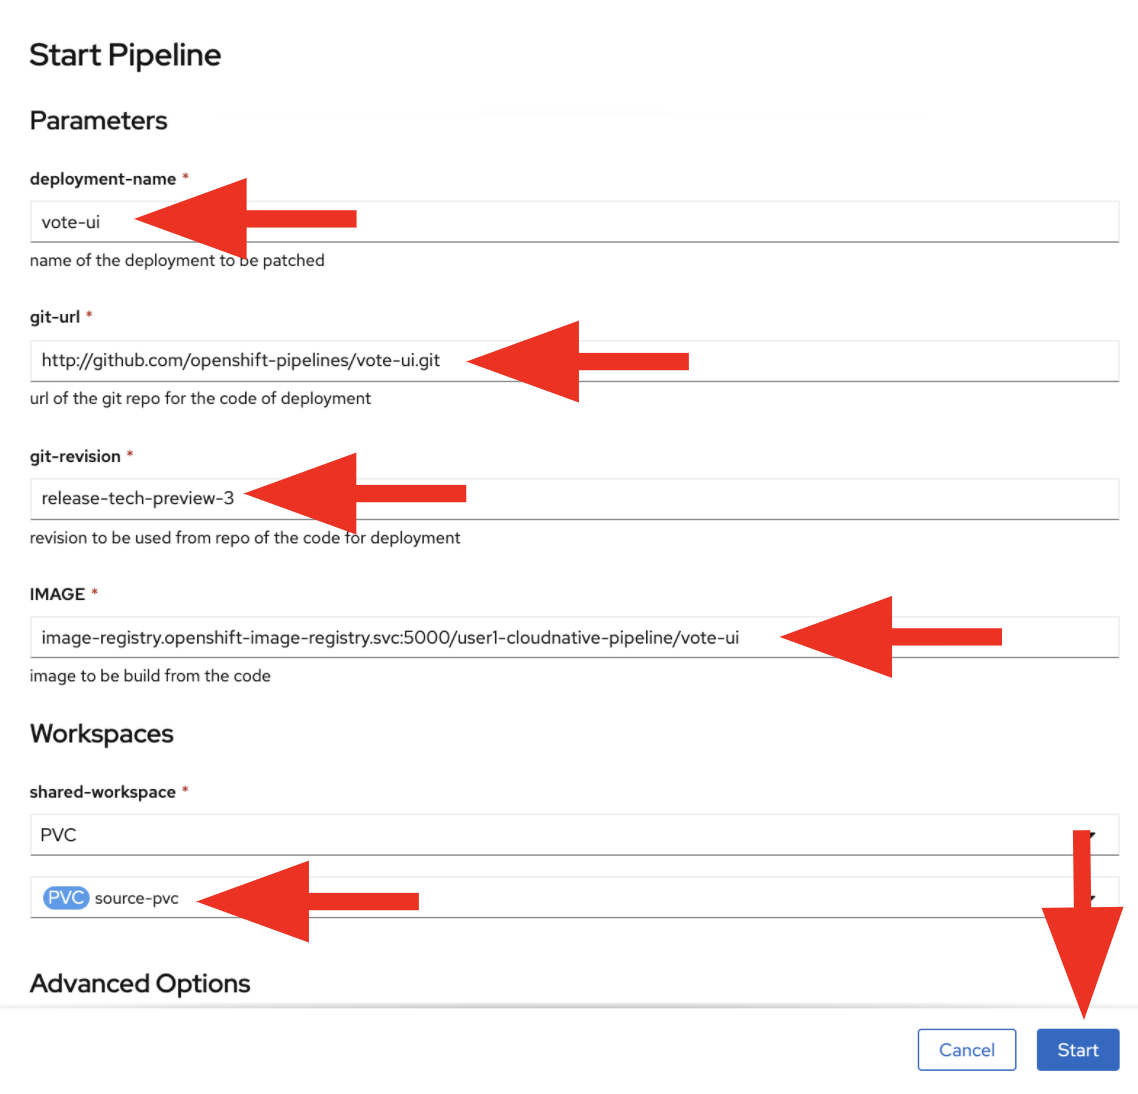 Start Pipeline
Parameters
deployment-name *
vote-ui
name of the deployment to be patched
git-url *
http://github.com/openshift-pipelines/vote-ui.git
url of the git repo for the code of deployment
git-revision *
release-tech-preview-3
revision to be used from repo of the code for deployment
IMAGE *
image-registry.openshift-image-registry.svc:5000/user1-cloudnative-pipeline/vote-ui
image to be build from the code
Workspaces
shared-workspace *
PVC
PVC source-pvc
Advanced Options
Cancel Start